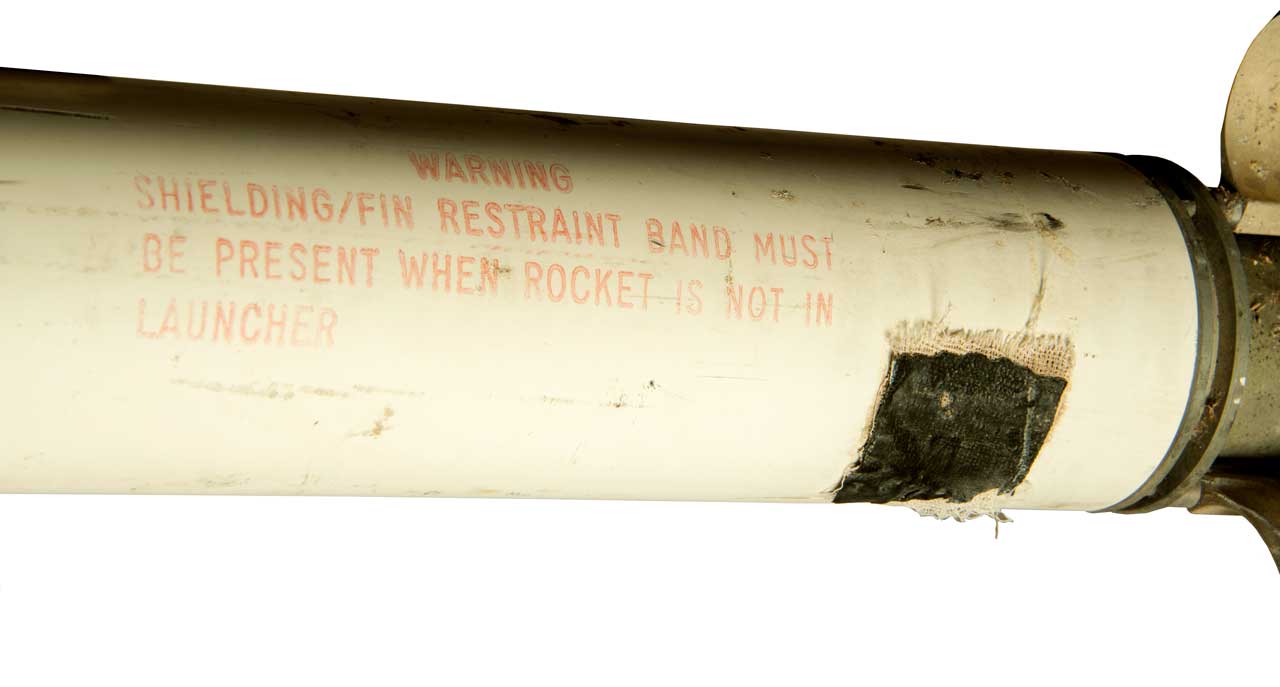 WARNING
SHIELDING/FIN RESTRAINT BAND MUST
BE PRESENT WHEN ROCKET IS NOT IN
LAUNCHER